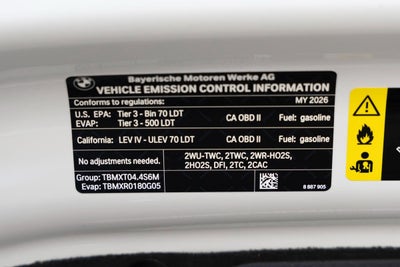 Bayerische Motoren Werke AG
VEHICLE EMISSION CONTROL INFORMATION
Conforms to regulations: MY 2026
U.S. EPA: Tier 3 - Bin 70 LDT CA OBD II Fuel: gasoline
EVAP: Tier 3 - 500 LDT
California: LEV IV - ULEV 70 LDT CA OBD II Fuel: gasoline
No adjustments needed. 2WU-TWC, 2TWC, 2WR-HO2S,
2HO2S, DFI, 2TC, 2CAC
Group: TBMXT04.4S6M
Evap: TBMXR0180G05 8 887 905